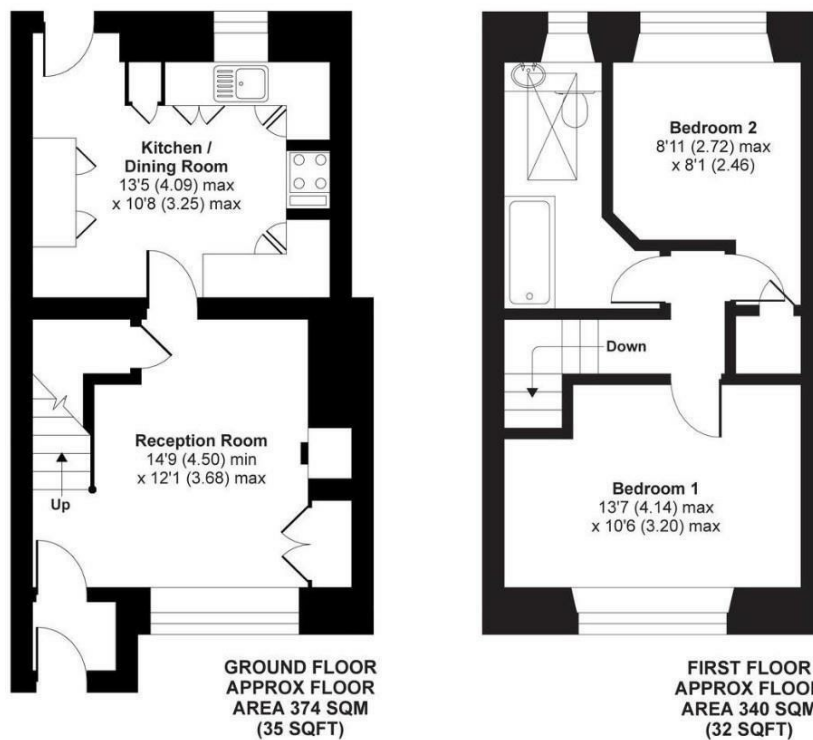 Kitchen /
Dining Room
13'5 (4.09) max
x 10'8 (3.25) max
Reception Room
14'9 (4.50) min
x 12'1 (3.68) max
Up
GROUND FLOOR
APPROX FLOOR
AREA 374 SQM
(35 SQFT)
Bedroom 2
8'11 (2.72) max
x 8'1 (2.46)
Down
Bedroom 1
13'7 (4.14) max
x 10'6 (3.20) max
FIRST FLOOR
APPROX FLOOR
AREA 340 SQM
(32 SQFT)